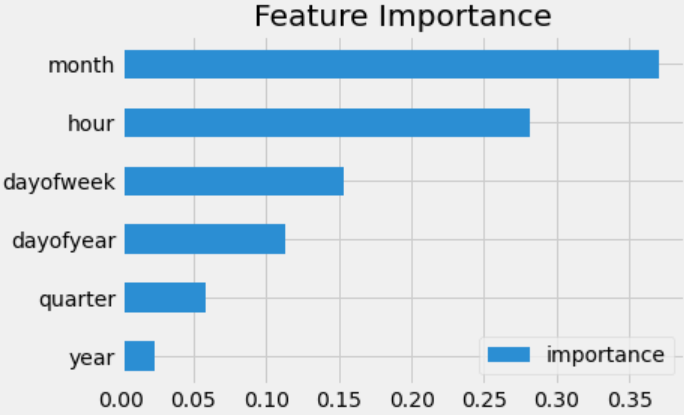 Feature Importance
month
hour
dayofweek
dayofyear
quarter
year
importance
0.00 0.05 0.10 0.15 0.20 0.25 0.30 0.35